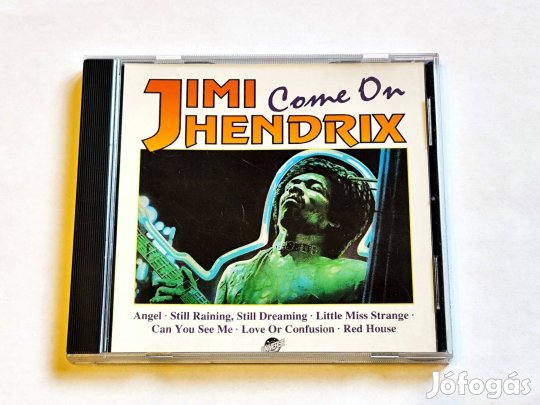 JIMI Come On
HENDRIX
Angel · Still Raining, Still Dreaming · Little Miss Strange ·
Can You See Me · Love Or Confusion · Red House
Jófogás